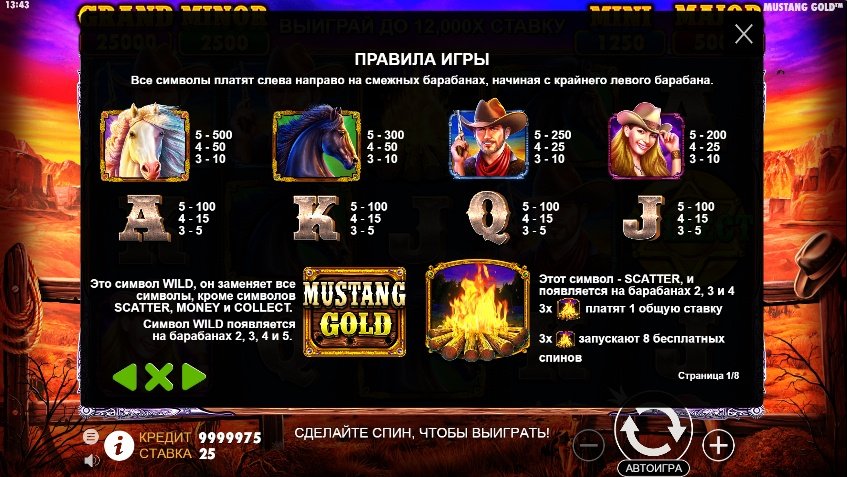 13:43
GRAND MINOR
ВЫИГРАЙ ДО 12,000X СТАВКУ
MINI MAJOR
MUSTANG GOLD™
25000 2500
1250
ПРАВИЛА ИГРЫ
Все символы платят слева направо на смежных барабанах, начиная с крайнего левого барабана.
5 - 500 5 - 300 5 - 250 5 - 200
4 - 50 4 - 50 4 - 25 4 - 25
3 - 10 3 - 10 3 - 10 3 - 10
A K Q J
5 - 100 5 - 100 5 - 100 5 - 100
4 - 15 4 - 15 4 - 15 4 - 15
3 - 5 3 - 5 3 - 5 3 - 5
Это символ WILD, он заменяет все
символы, кроме символов
SCATTER, MONEY и COLLECT.
Символ WILD появляется
на барабанах 2, 3, 4 и 5.
MUSTANG
GOLD
Этот символ - SCATTER, и
появляется на барабанах 2, 3 и 4
3x платят 1 общую ставку
3x запускают 8 бесплатных
спинов
Страница 1/8
КРЕДИТ 9999975
СТАВКА 25
СДЕЛАЙТЕ СПИН, ЧТОБЫ ВЫИГРАТЬ!
АВТОИГРА